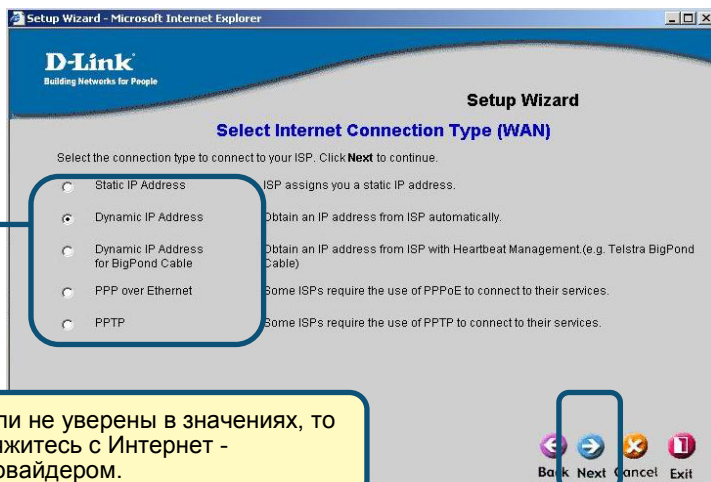 Setup Wizard - Microsoft Internet Explorer
D-Link
Building Networks for People
Setup Wizard
Select Internet Connection Type (WAN)
Select the connection type to connect to your ISP. Click Next to continue.
Static IP Address ISP assigns you a static IP address.
Dynamic IP Address Obtain an IP address from ISP automatically.
Dynamic IP Address for BigPond Cable Obtain an IP address from ISP with Heartbeat Management.(e.g. Telstra BigPond Cable)
PPP over Ethernet Some ISPs require the use of PPPoE to connect to their services.
PPTP Some ISPs require the use of PPTP to connect to their services.
ли не уверены в значениях, то
яжитесь с Интернет -
овайдером.
Back Next Cancel Exit